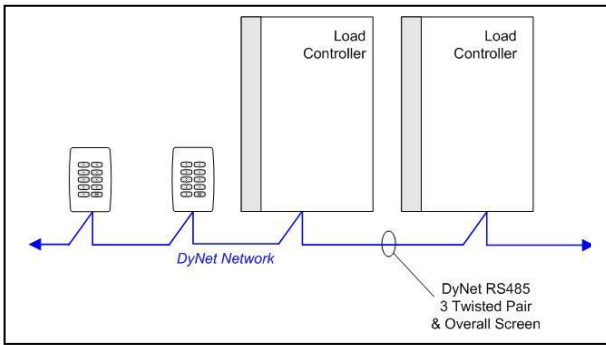 Load
Controller
Load
Controller
DyNet Network
DyNet RS485
3 Twisted Pair
& Overall Screen